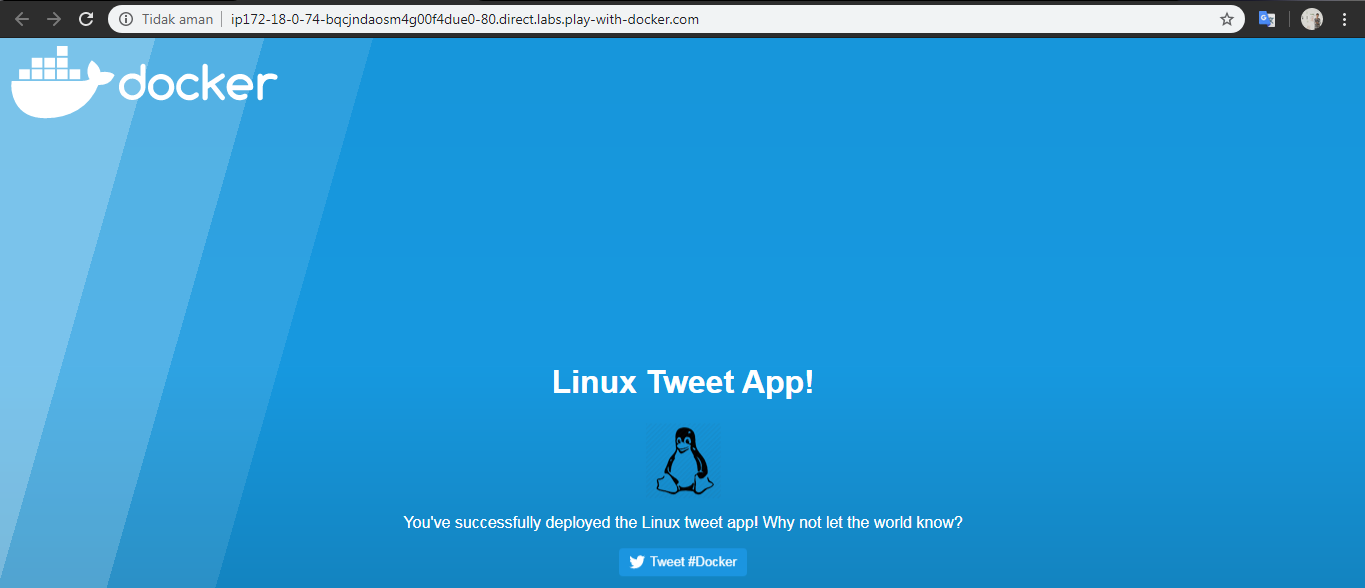 Tidak aman ip172-18-0-74-bqcjndaosm4g00f4due0-80.direct.labs.play-with-docker.com
docker
Linux Tweet App!
You've successfully deployed the Linux tweet app! Why not let the world know?
Tweet #Docker